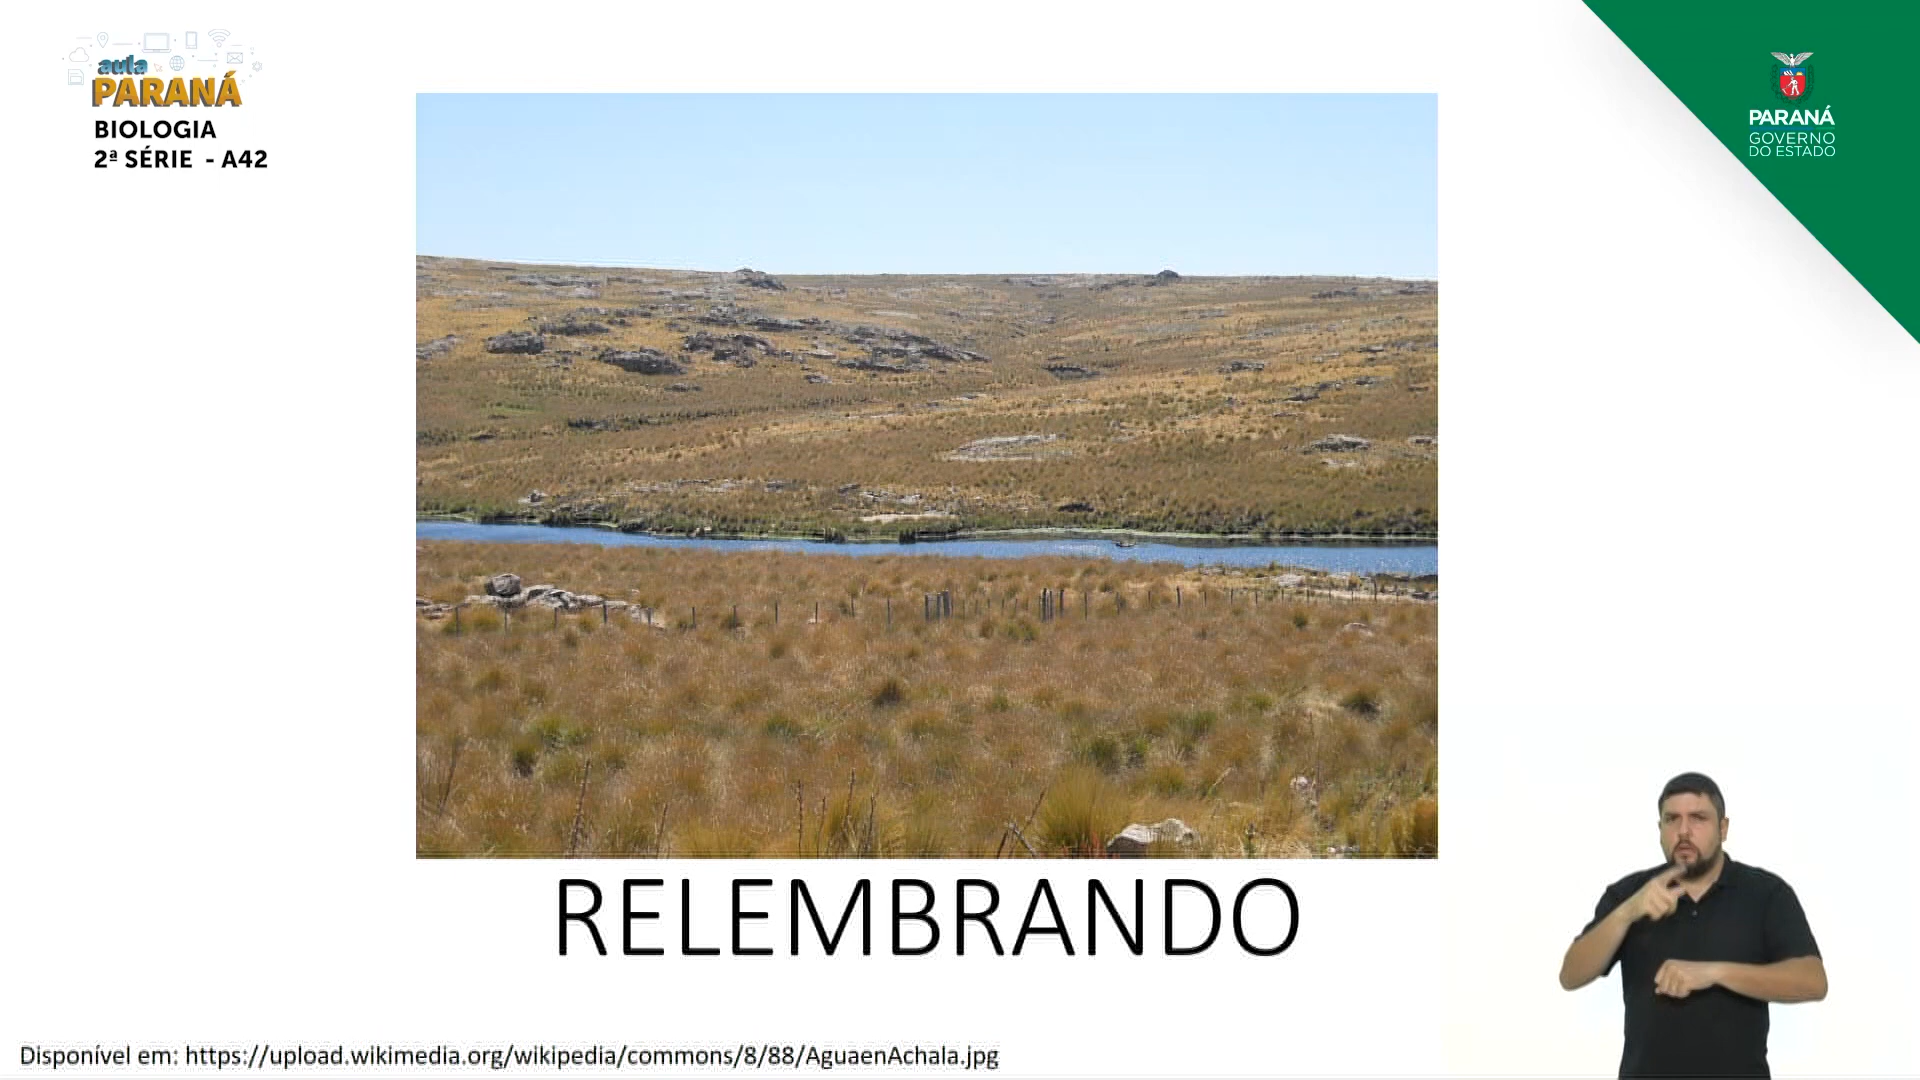 aula
PARANÁ
BIOLOGIA
2ª SÉRIE - A42
PARANÁ
GOVERNO
DO ESTADO
RELEMBRANDO
Disponível em: https://upload.wikimedia.org/wikipedia/commons/8/88/AguaenAchala.jpg